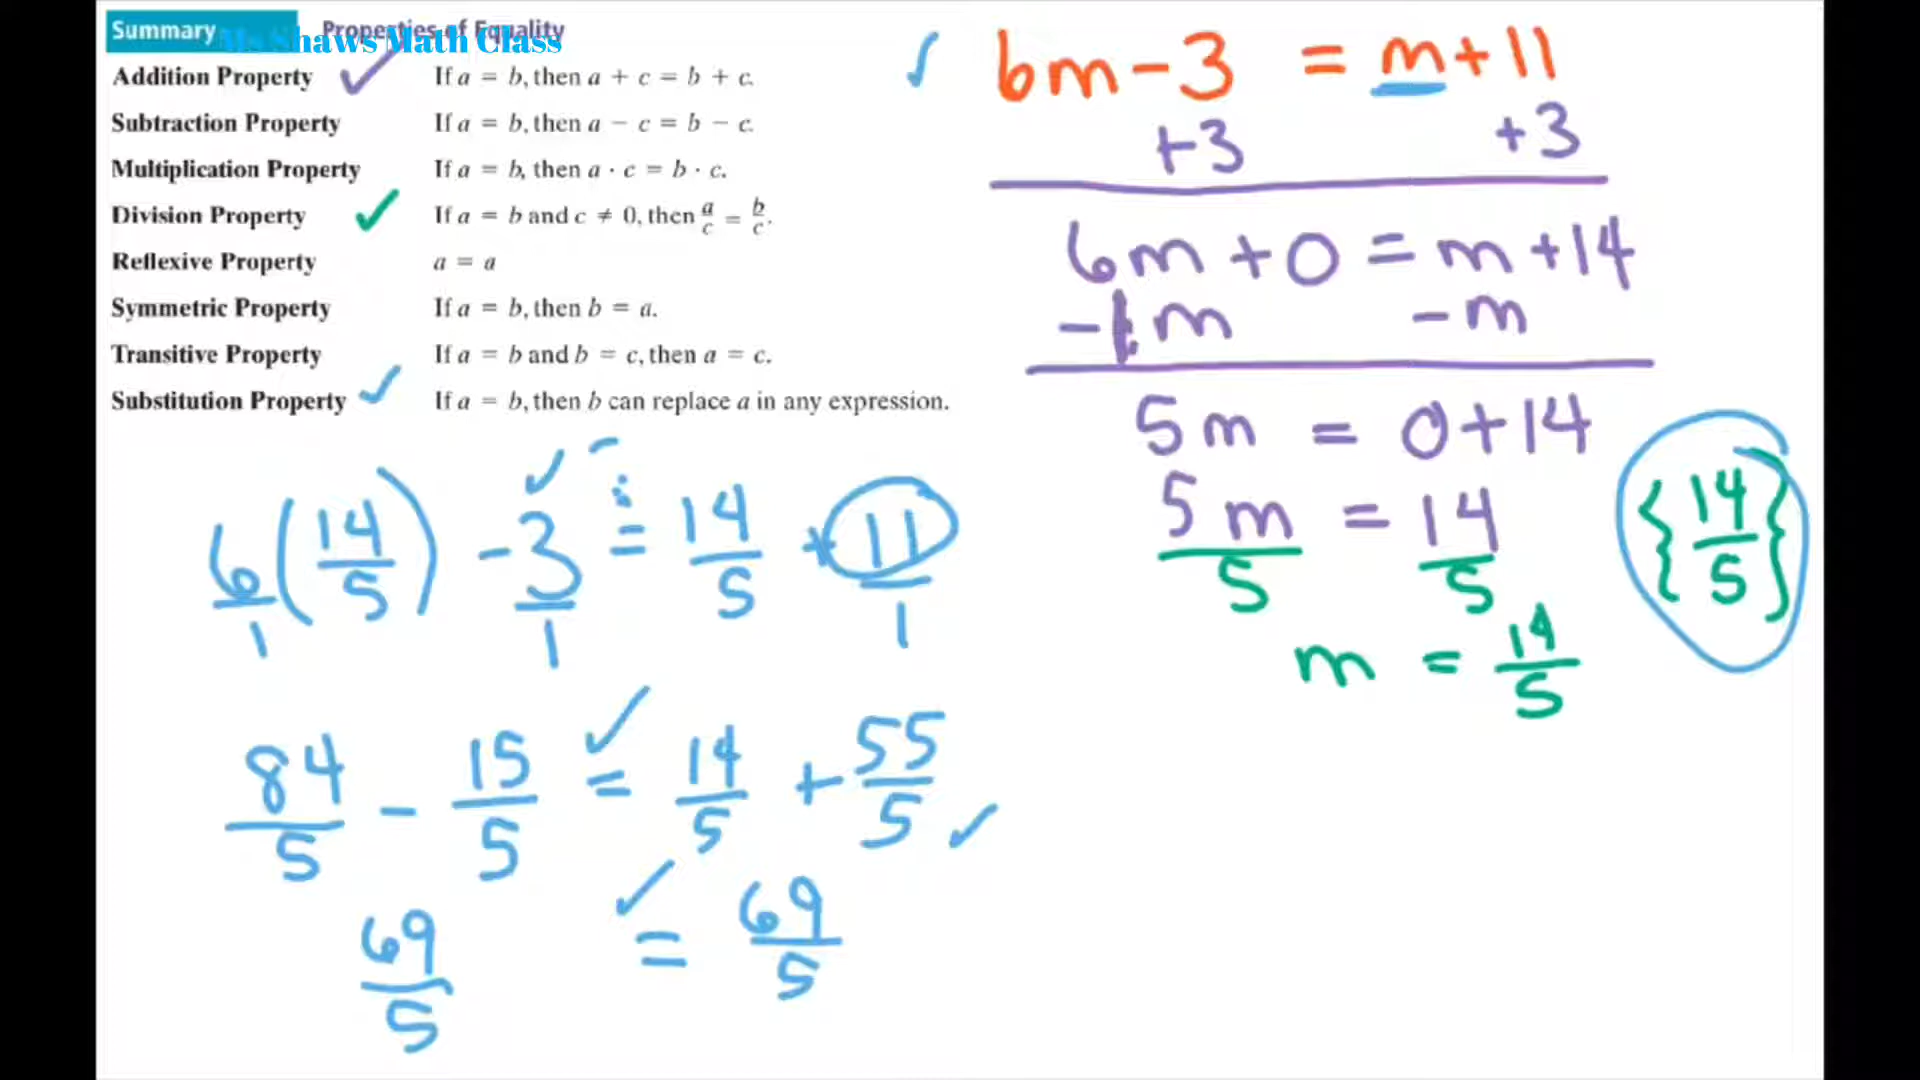 Summary Properties of Equality
Ms Shaws Math Class
Addition Property If a = b, then a + c = b + c.
Subtraction Property If a = b, then a − c = b − c.
Multiplication Property If a = b, then a · c = b · c.
Division Property If a = b and c ≠ 0, then a/c = b/c.
Reflexive Property a = a
Symmetric Property If a = b, then b = a.
Transitive Property If a = b and b = c, then a = c.
Substitution Property If a = b, then b can replace a in any expression.
6m − 3 = m + 11
+3 +3
6m + 0 = m + 14
−1m −m
5m = 0 + 14
5m/5 = 14/5
m = 14/5
{14/5}
6/1 (14/5) − 3/1 = 14/5 + 11/1
84/5 − 15/5 = 14/5 + 55/5
69/5 = 69/5